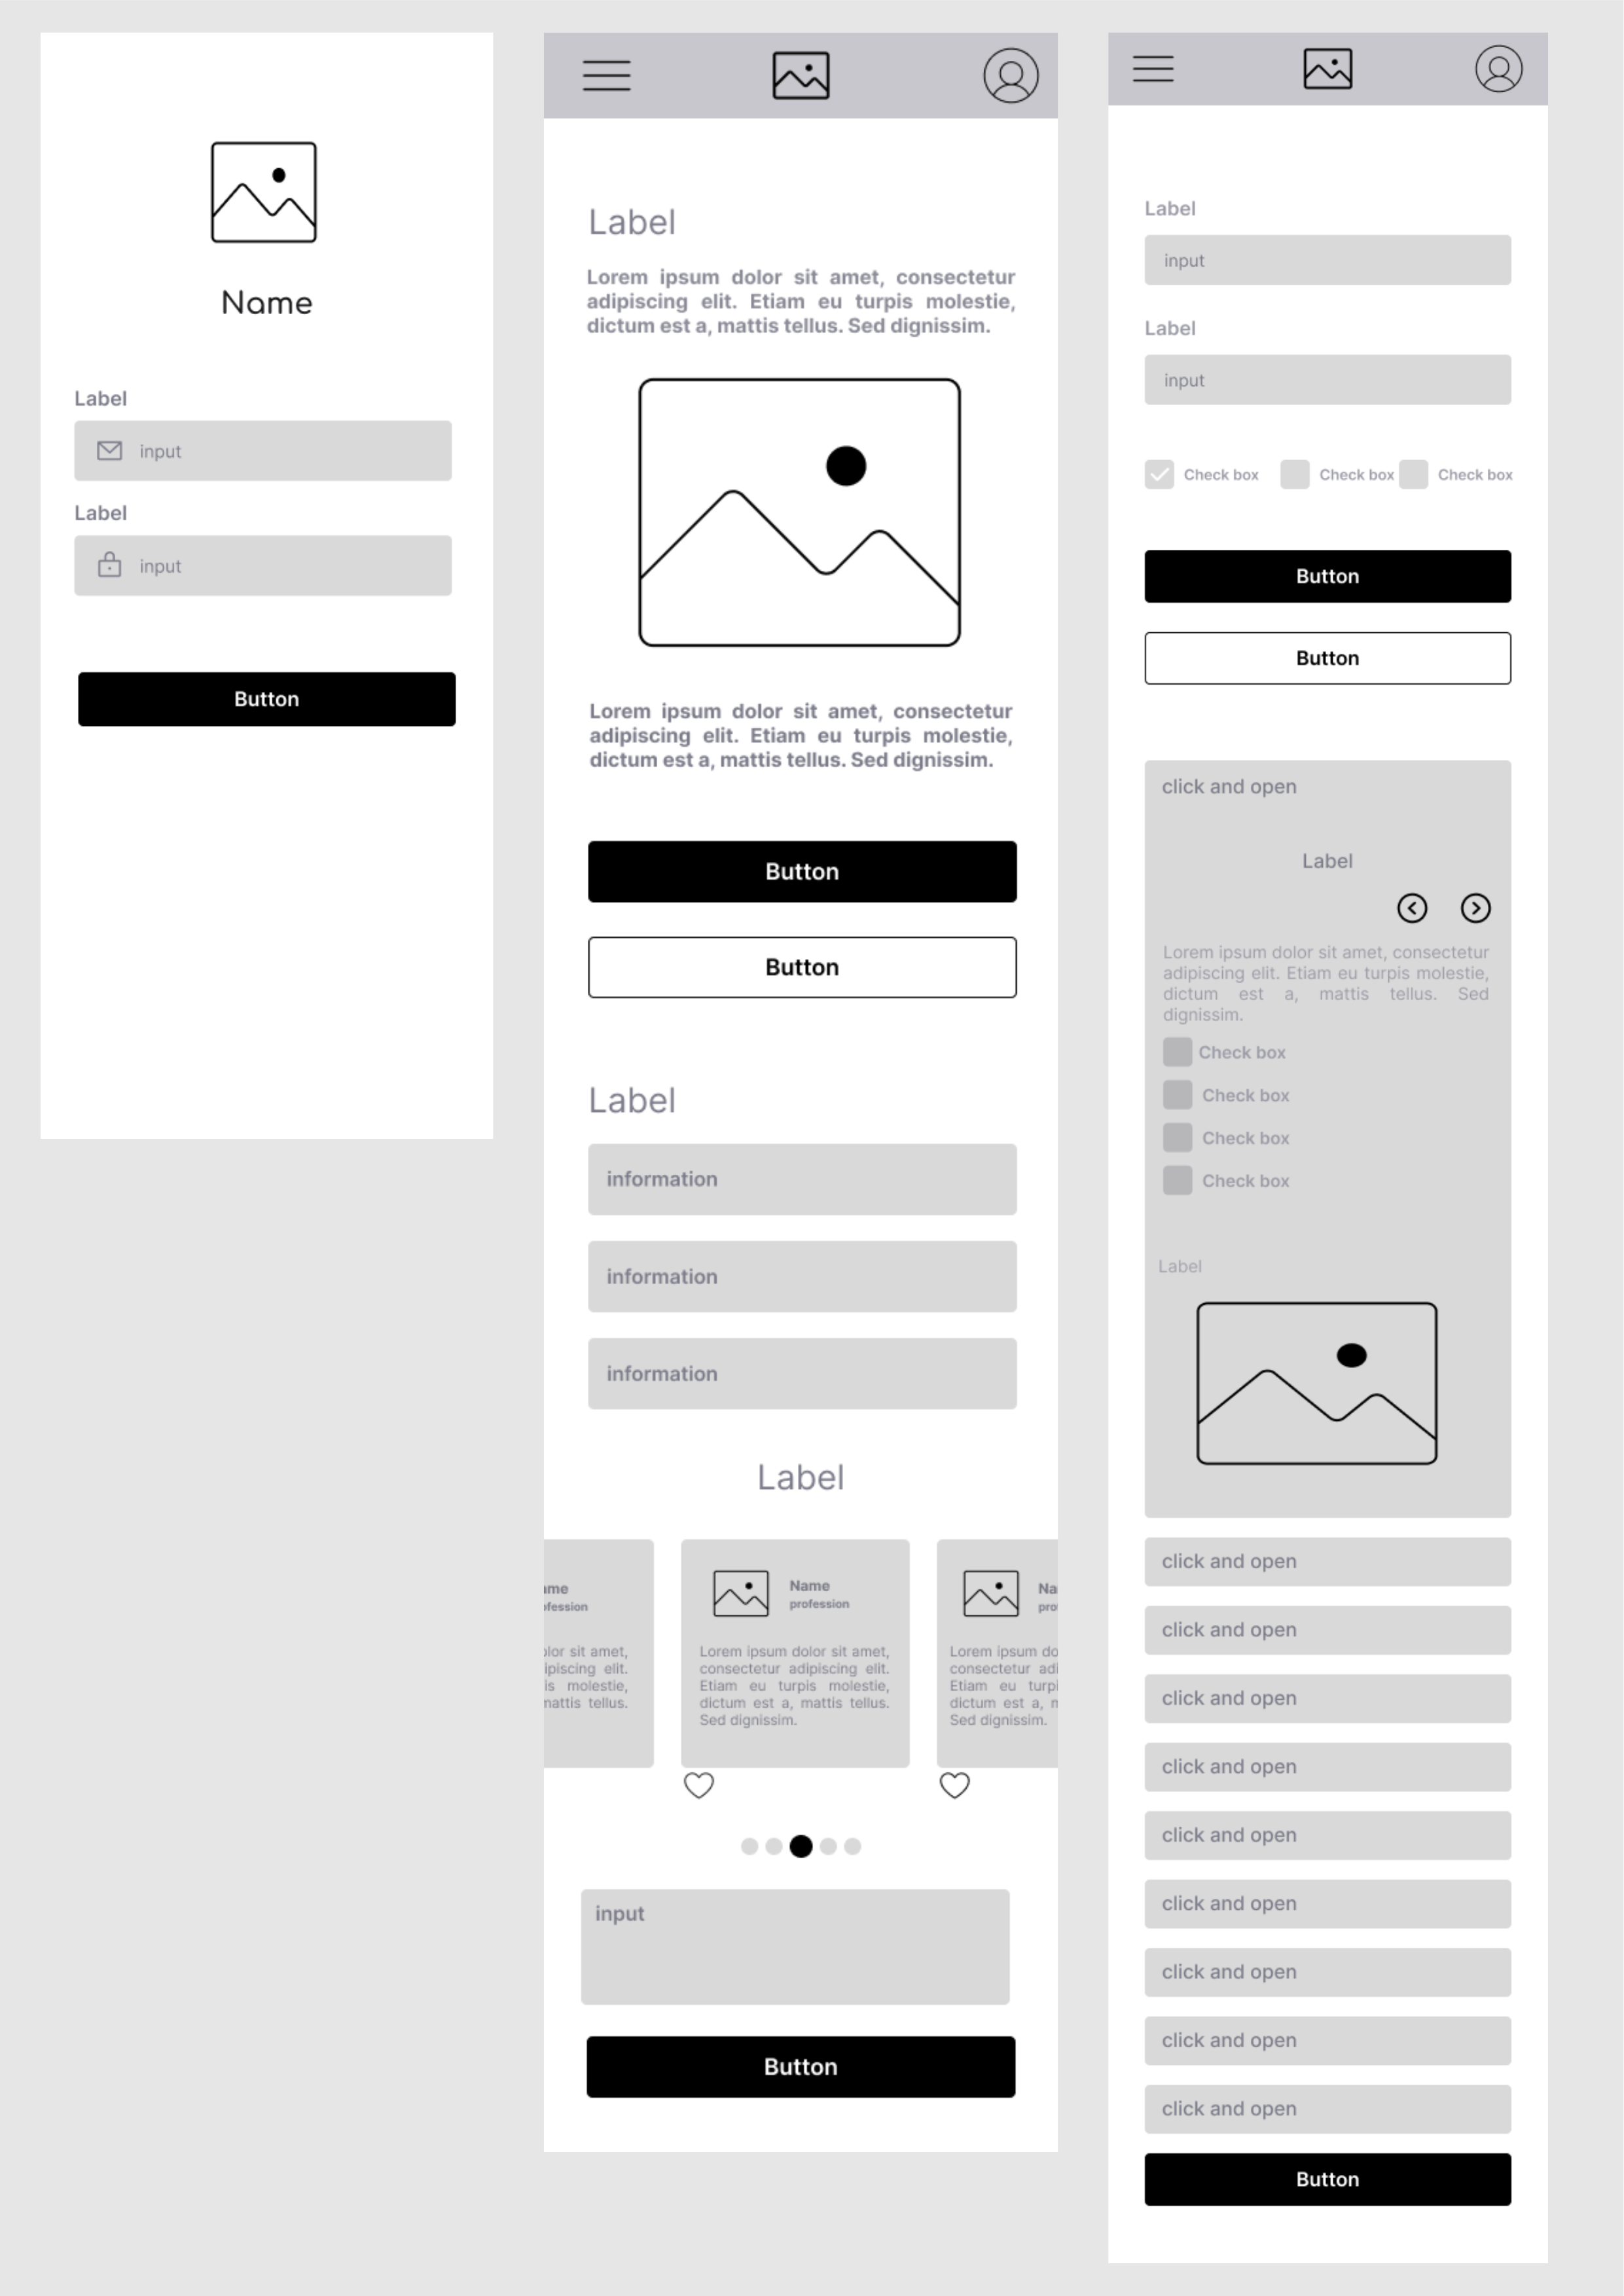 Name
Label
input
Label
input
Button
Label
Lorem ipsum dolor sit amet, consectetur
adipiscing elit. Etiam eu turpis molestie,
dictum est a, mattis tellus. Sed dignissim.
Lorem ipsum dolor sit amet, consectetur
adipiscing elit. Etiam eu turpis molestie,
dictum est a, mattis tellus. Sed dignissim.
Button
Button
Label
information
information
information
Label
ame
ofession
olor sit amet,
ipiscing elit.
is molestie,
mattis tellus.
Name
profession
Lorem ipsum dolor sit amet,
consectetur adipiscing elit.
Etiam eu turpis molestie,
dictum est a, mattis tellus.
Sed dignissim.
Na
pro
Lorem ipsum do
consectetur adi
Etiam eu turpi
dictum est a, m
Sed dignissim.
input
Button
Label
input
Label
input
Check box Check box Check box
Button
Button
click and open
Label
Lorem ipsum dolor sit amet, consectetur
adipiscing elit. Etiam eu turpis molestie,
dictum est a, mattis tellus. Sed
dignissim.
Check box
Check box
Check box
Check box
Label
click and open
click and open
click and open
click and open
click and open
click and open
click and open
click and open
click and open
Button